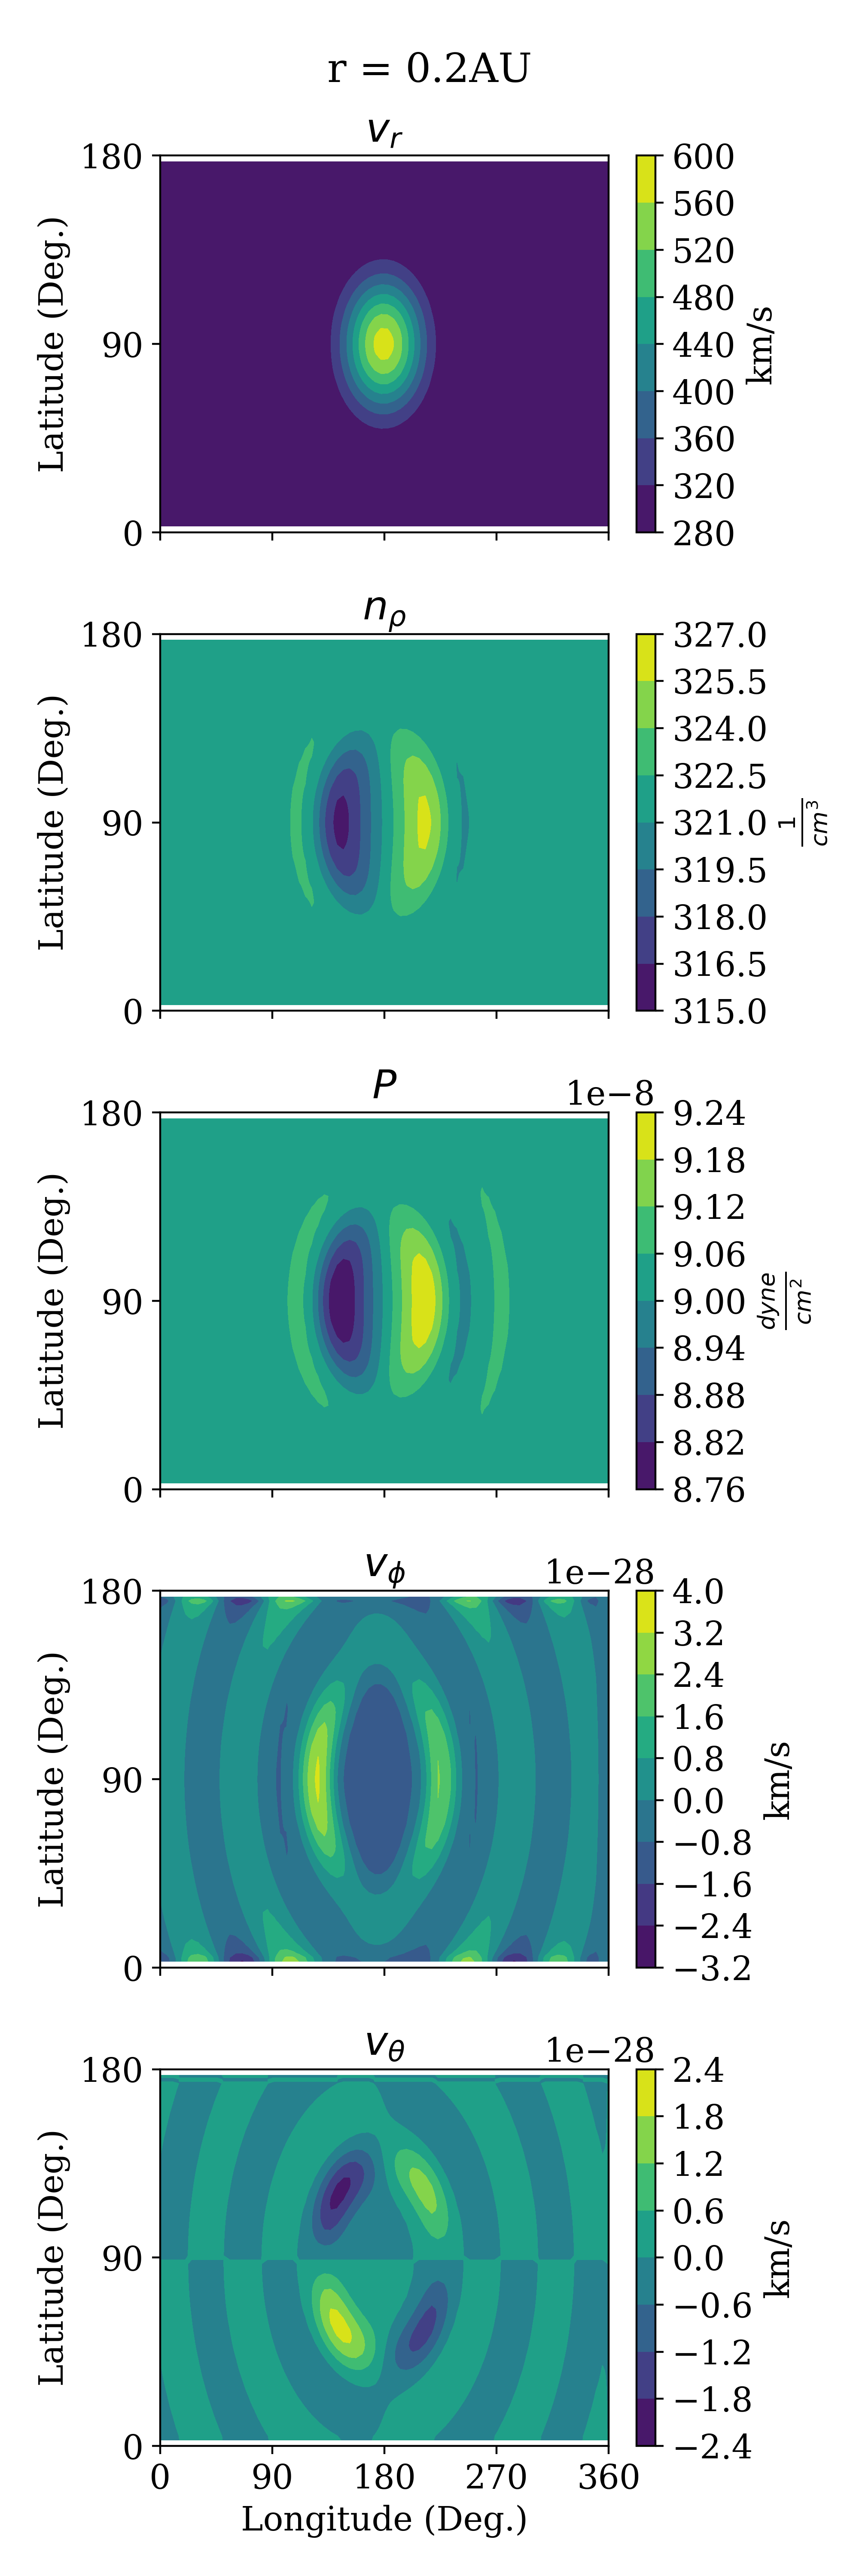 r = 0.2AU
v_r
180
90
0
Latitude (Deg.)
600
560
520
480
440
400
360
320
280
km/s
n_ρ
180
90
0
Latitude (Deg.)
327.0
325.5
324.0
322.5
321.0
319.5
318.0
316.5
315.0
1/cm³
P
1e−8
180
90
0
Latitude (Deg.)
9.24
9.18
9.12
9.06
9.00
8.94
8.88
8.82
8.76
dyne/cm²
v_ϕ
1e−28
180
90
0
Latitude (Deg.)
4.0
3.2
2.4
1.6
0.8
0.0
−0.8
−1.6
−2.4
−3.2
km/s
v_θ
1e−28
180
90
0
Latitude (Deg.)
2.4
1.8
1.2
0.6
0.0
−0.6
−1.2
−1.8
−2.4
km/s
0 90 180 270 360
Longitude (Deg.)